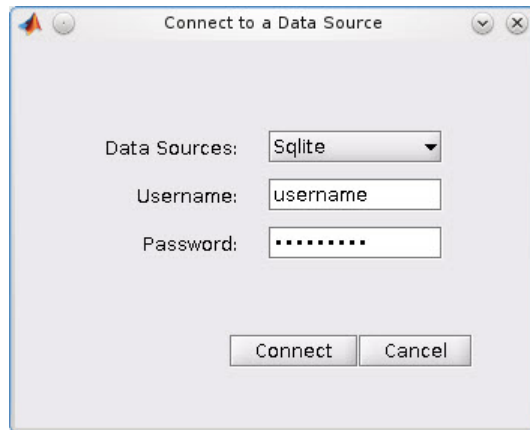 Connect to a Data Source
Data Sources: Sqlite
Username: username
Password: •••••••••
Connect Cancel